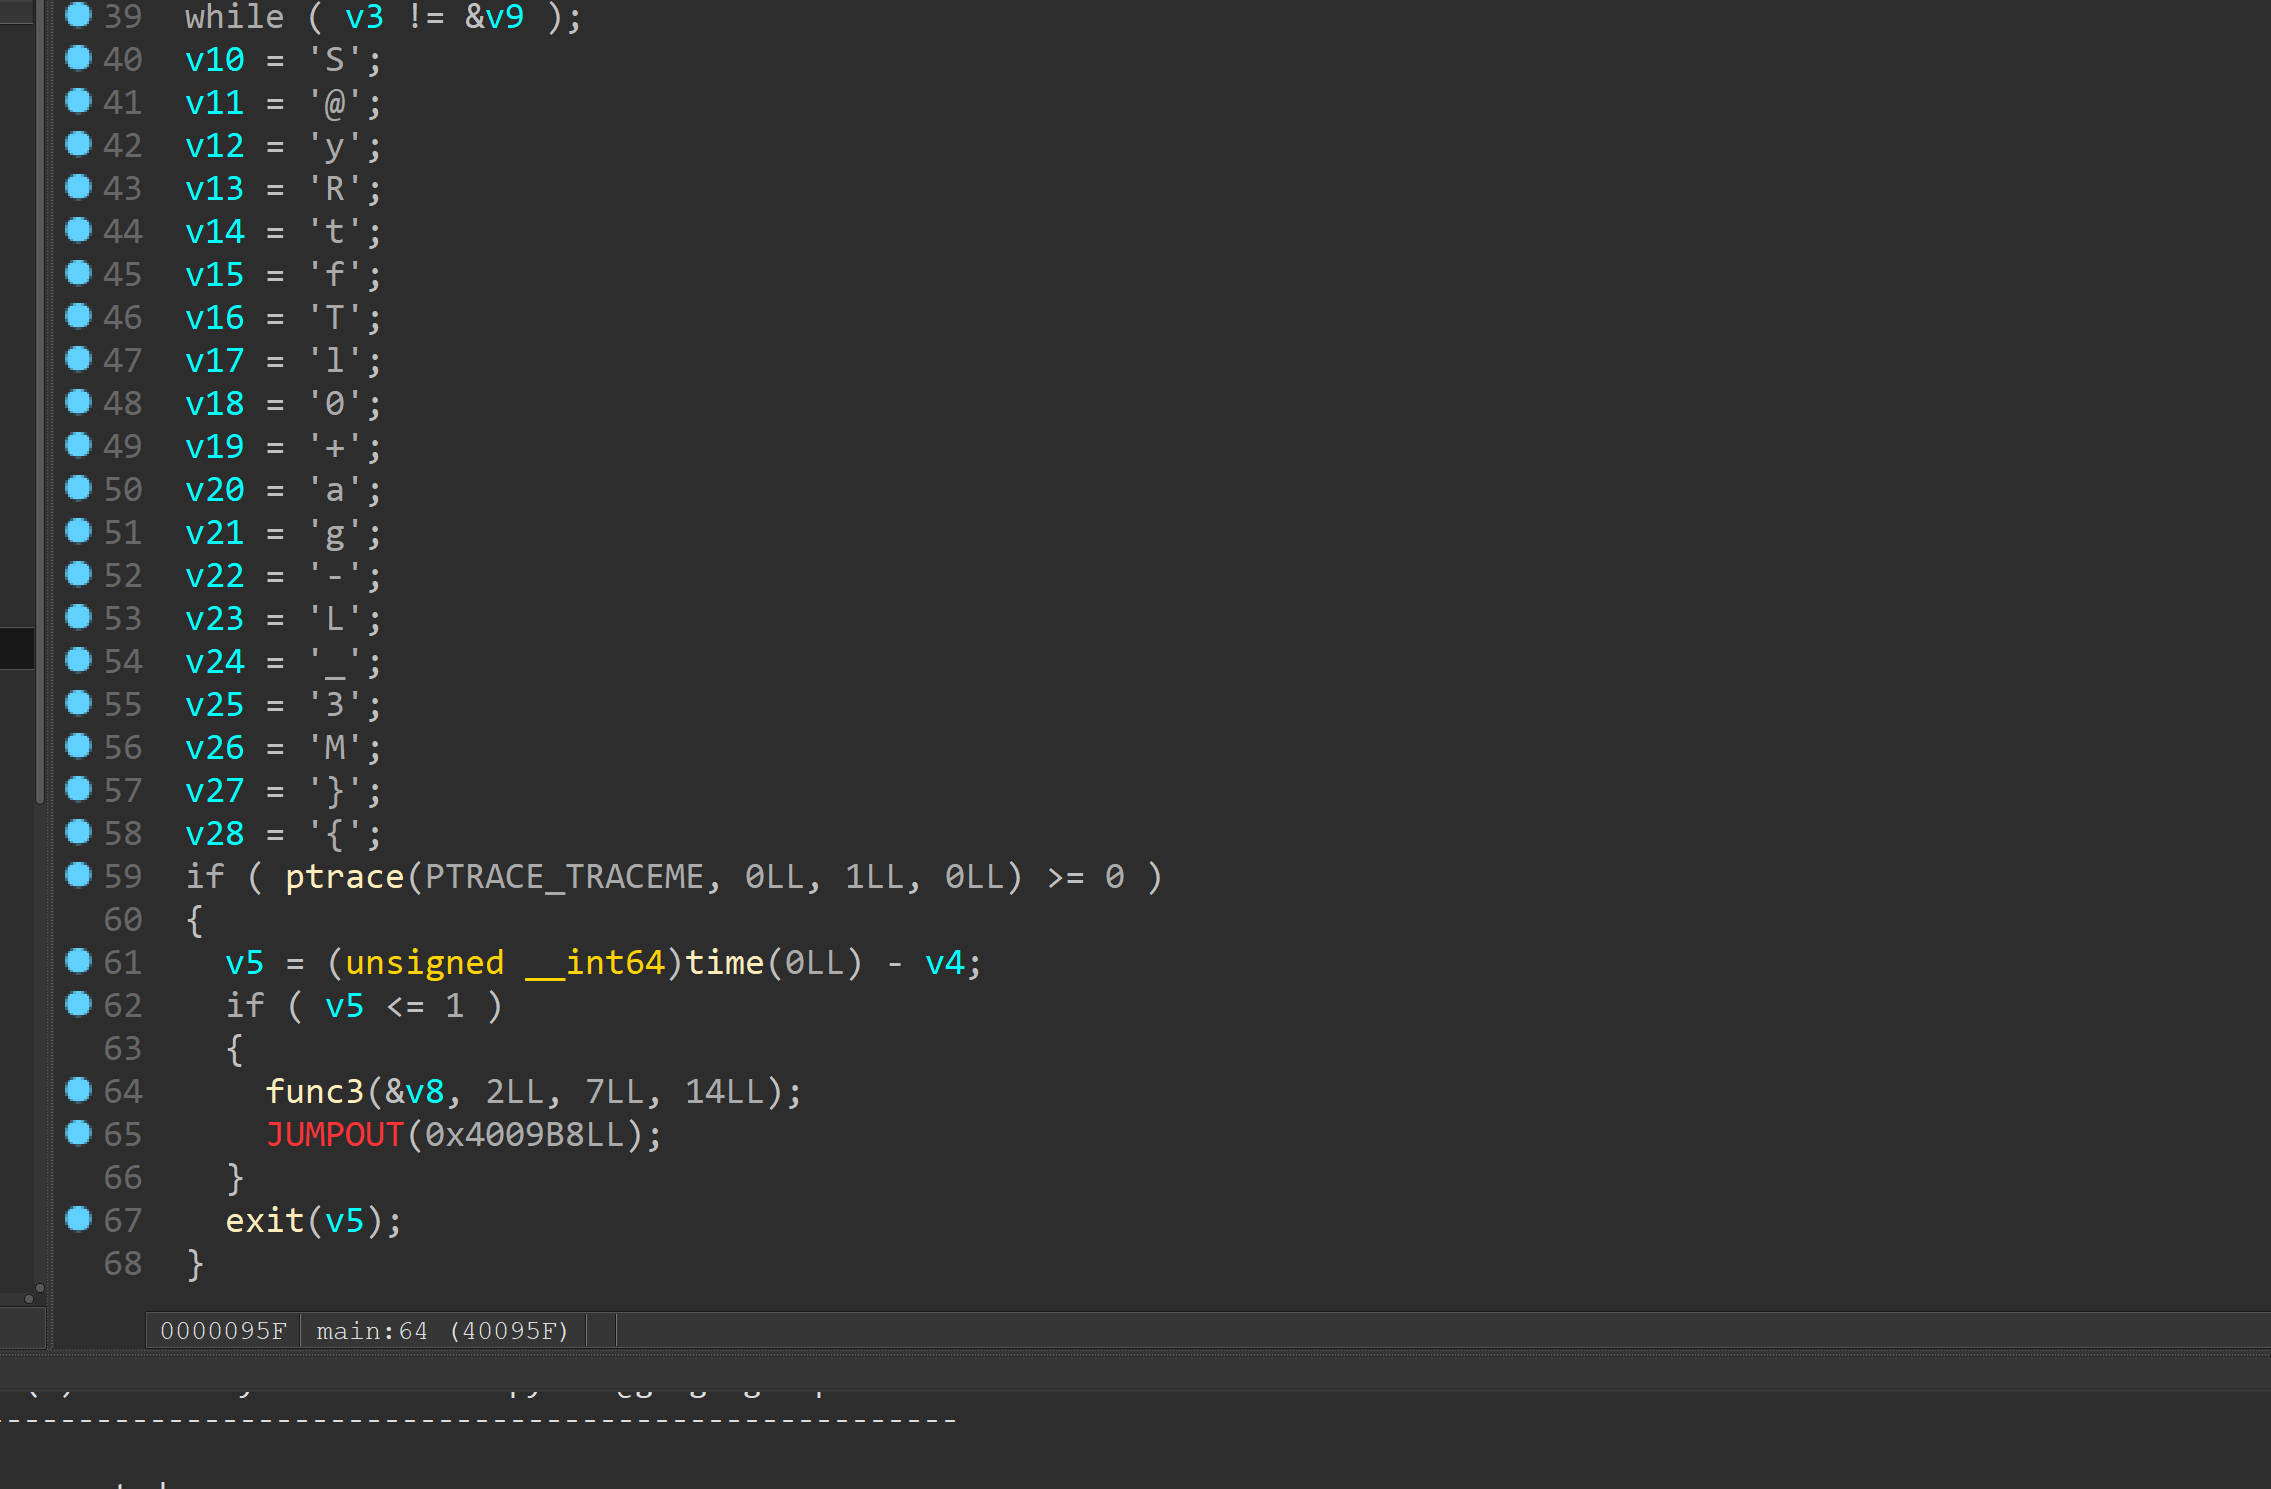 39 while ( v3 != &v9 );
40 v10 = 'S';
41 v11 = '@';
42 v12 = 'y';
43 v13 = 'R';
44 v14 = 't';
45 v15 = 'f';
46 v16 = 'T';
47 v17 = 'l';
48 v18 = '0';
49 v19 = '+';
50 v20 = 'a';
51 v21 = 'g';
52 v22 = '-';
53 v23 = 'L';
54 v24 = '_';
55 v25 = '3';
56 v26 = 'M';
57 v27 = '}';
58 v28 = '{';
59 if ( ptrace(PTRACE_TRACEME, 0LL, 1LL, 0LL) >= 0 )
60 {
61 v5 = (unsigned __int64)time(0LL) - v4;
62 if ( v5 <= 1 )
63 {
64 func3(&v8, 2LL, 7LL, 14LL);
65 JUMPOUT(0x4009B8LL);
66 }
67 exit(v5);
68 }
0000095F main:64 (40095F)